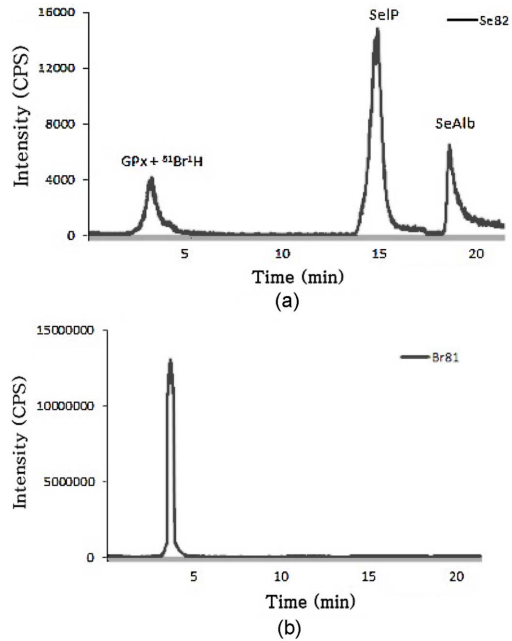 16000
12000
8000
4000
0
Intensity (CPS)
SelP
Se82
SeAlb
GPx + ⁸¹Br¹H
5
10
15
20
Time (min)
(a)
15000000
10000000
5000000
0
Intensity (CPS)
Br81
5
10
15
20
Time (min)
(b)